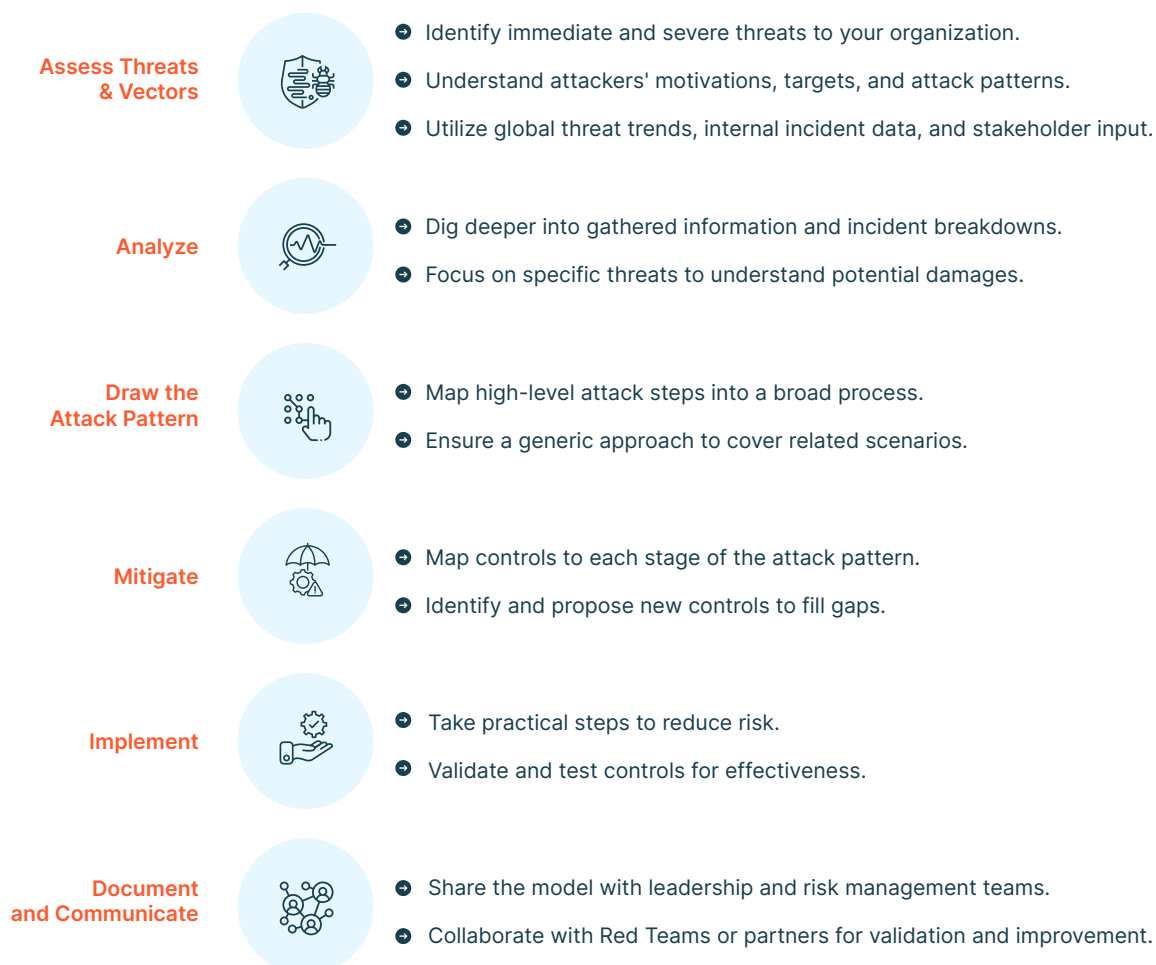 Assess Threats
& Vectors
Identify immediate and severe threats to your organization.
Understand attackers' motivations, targets, and attack patterns.
Utilize global threat trends, internal incident data, and stakeholder input.
Analyze
Dig deeper into gathered information and incident breakdowns.
Focus on specific threats to understand potential damages.
Draw the
Attack Pattern
Map high-level attack steps into a broad process.
Ensure a generic approach to cover related scenarios.
Mitigate
Map controls to each stage of the attack pattern.
Identify and propose new controls to fill gaps.
Implement
Take practical steps to reduce risk.
Validate and test controls for effectiveness.
Document
and Communicate
Share the model with leadership and risk management teams.
Collaborate with Red Teams or partners for validation and improvement.